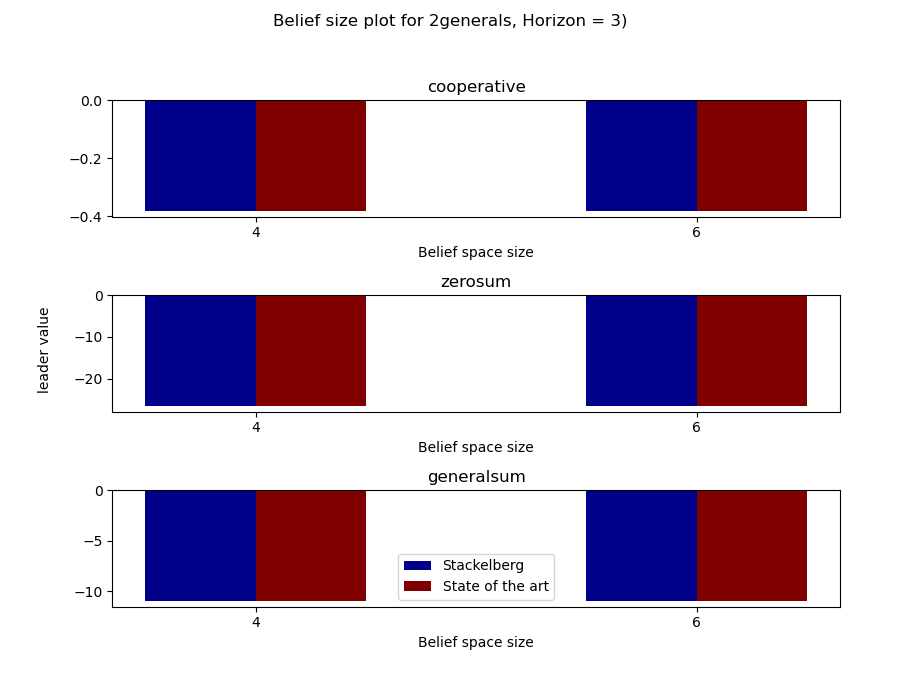 Belief size plot for 2generals, Horizon = 3)
cooperative
0.0
−0.2
−0.4
4
6
Belief space size
zerosum
leader value
0
−10
−20
4
6
Belief space size
generalsum
0
−5
−10
Stackelberg
State of the art
4
6
Belief space size